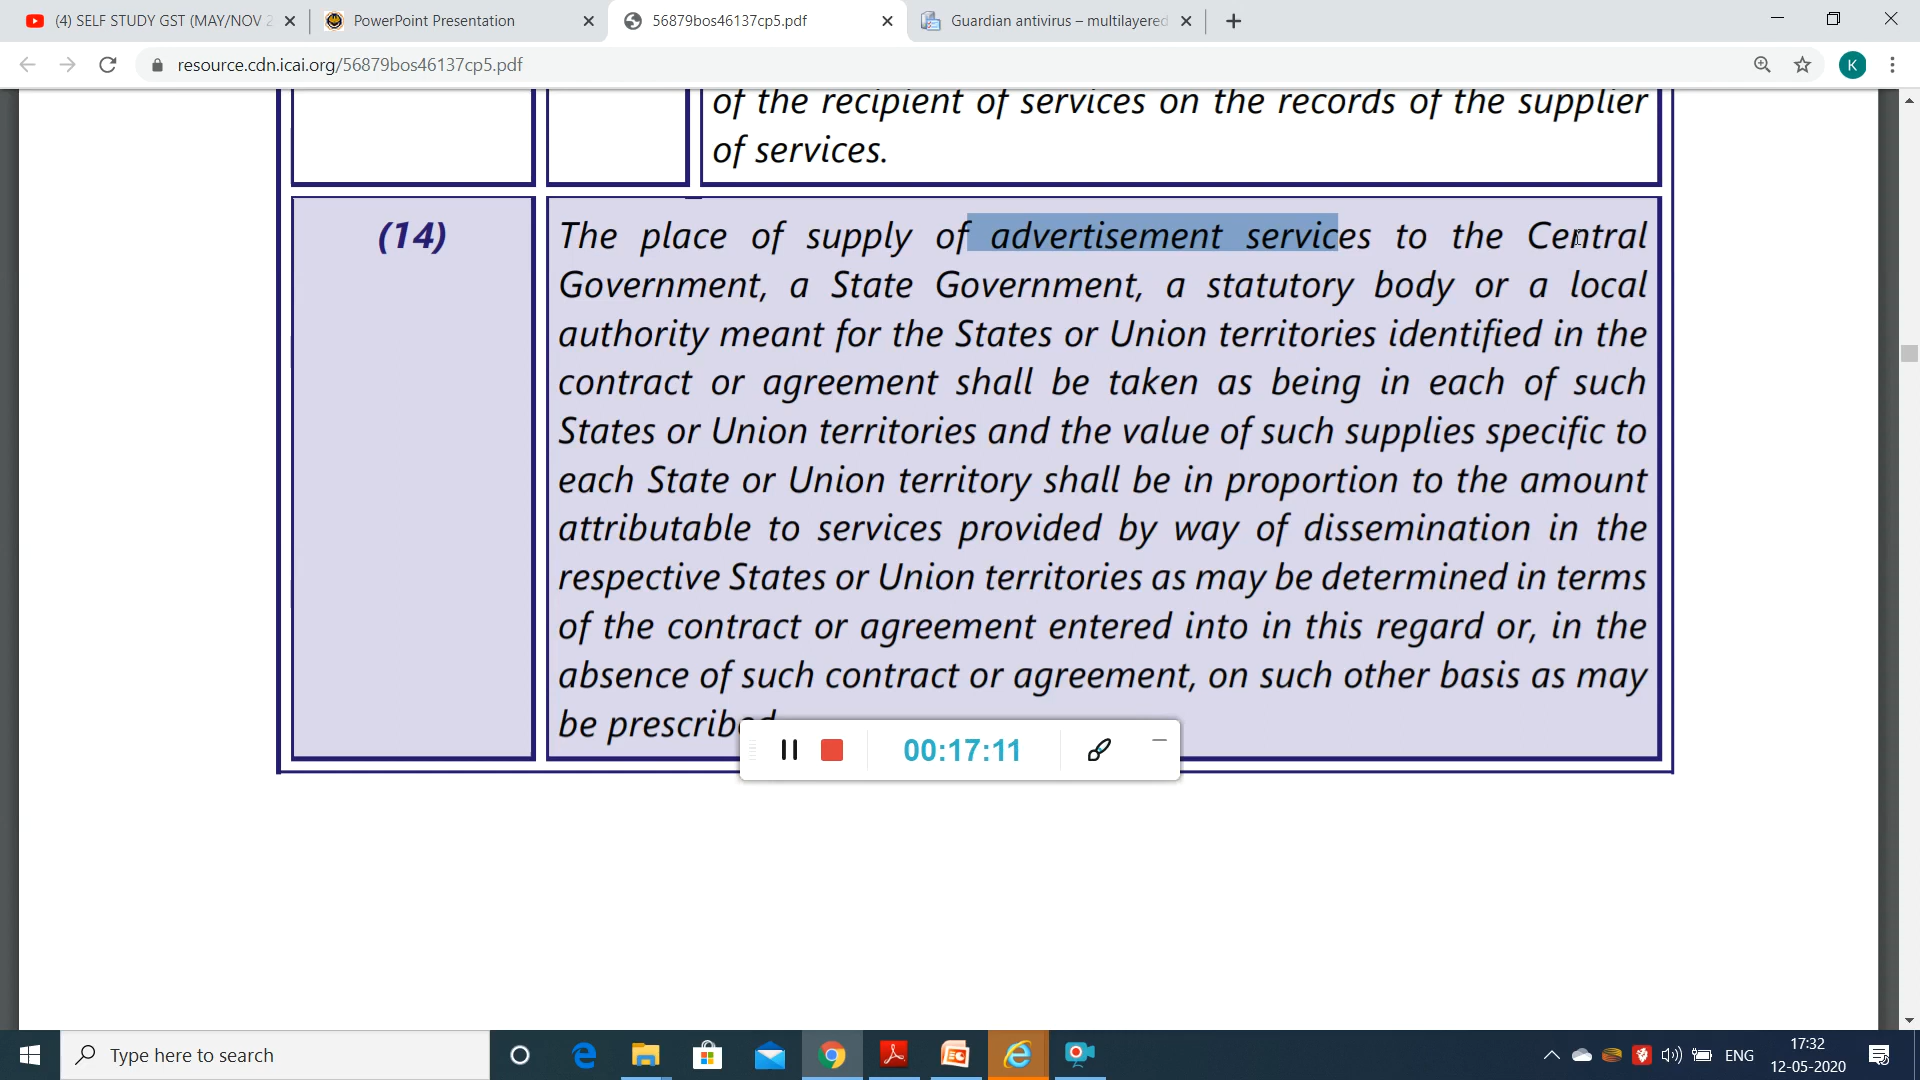 (4) SELF STUDY GST (MAY/NOV 2
PowerPoint Presentation
56879bos46137cp5.pdf
Guardian antivirus – multilayered
resource.cdn.icai.org/56879bos46137cp5.pdf
K
of the recipient of services on the records of the supplier
of services.
(14)
The place of supply of advertisement services to the Central
Government, a State Government, a statutory body or a local
authority meant for the States or Union territories identified in the
contract or agreement shall be taken as being in each of such
States or Union territories and the value of such supplies specific to
each State or Union territory shall be in proportion to the amount
attributable to services provided by way of dissemination in the
respective States or Union territories as may be determined in terms
of the contract or agreement entered into in this regard or, in the
absence of such contract or agreement, on such other basis as may
be prescribed
00:17:11
Type here to search
ENG
17:32
12-05-2020